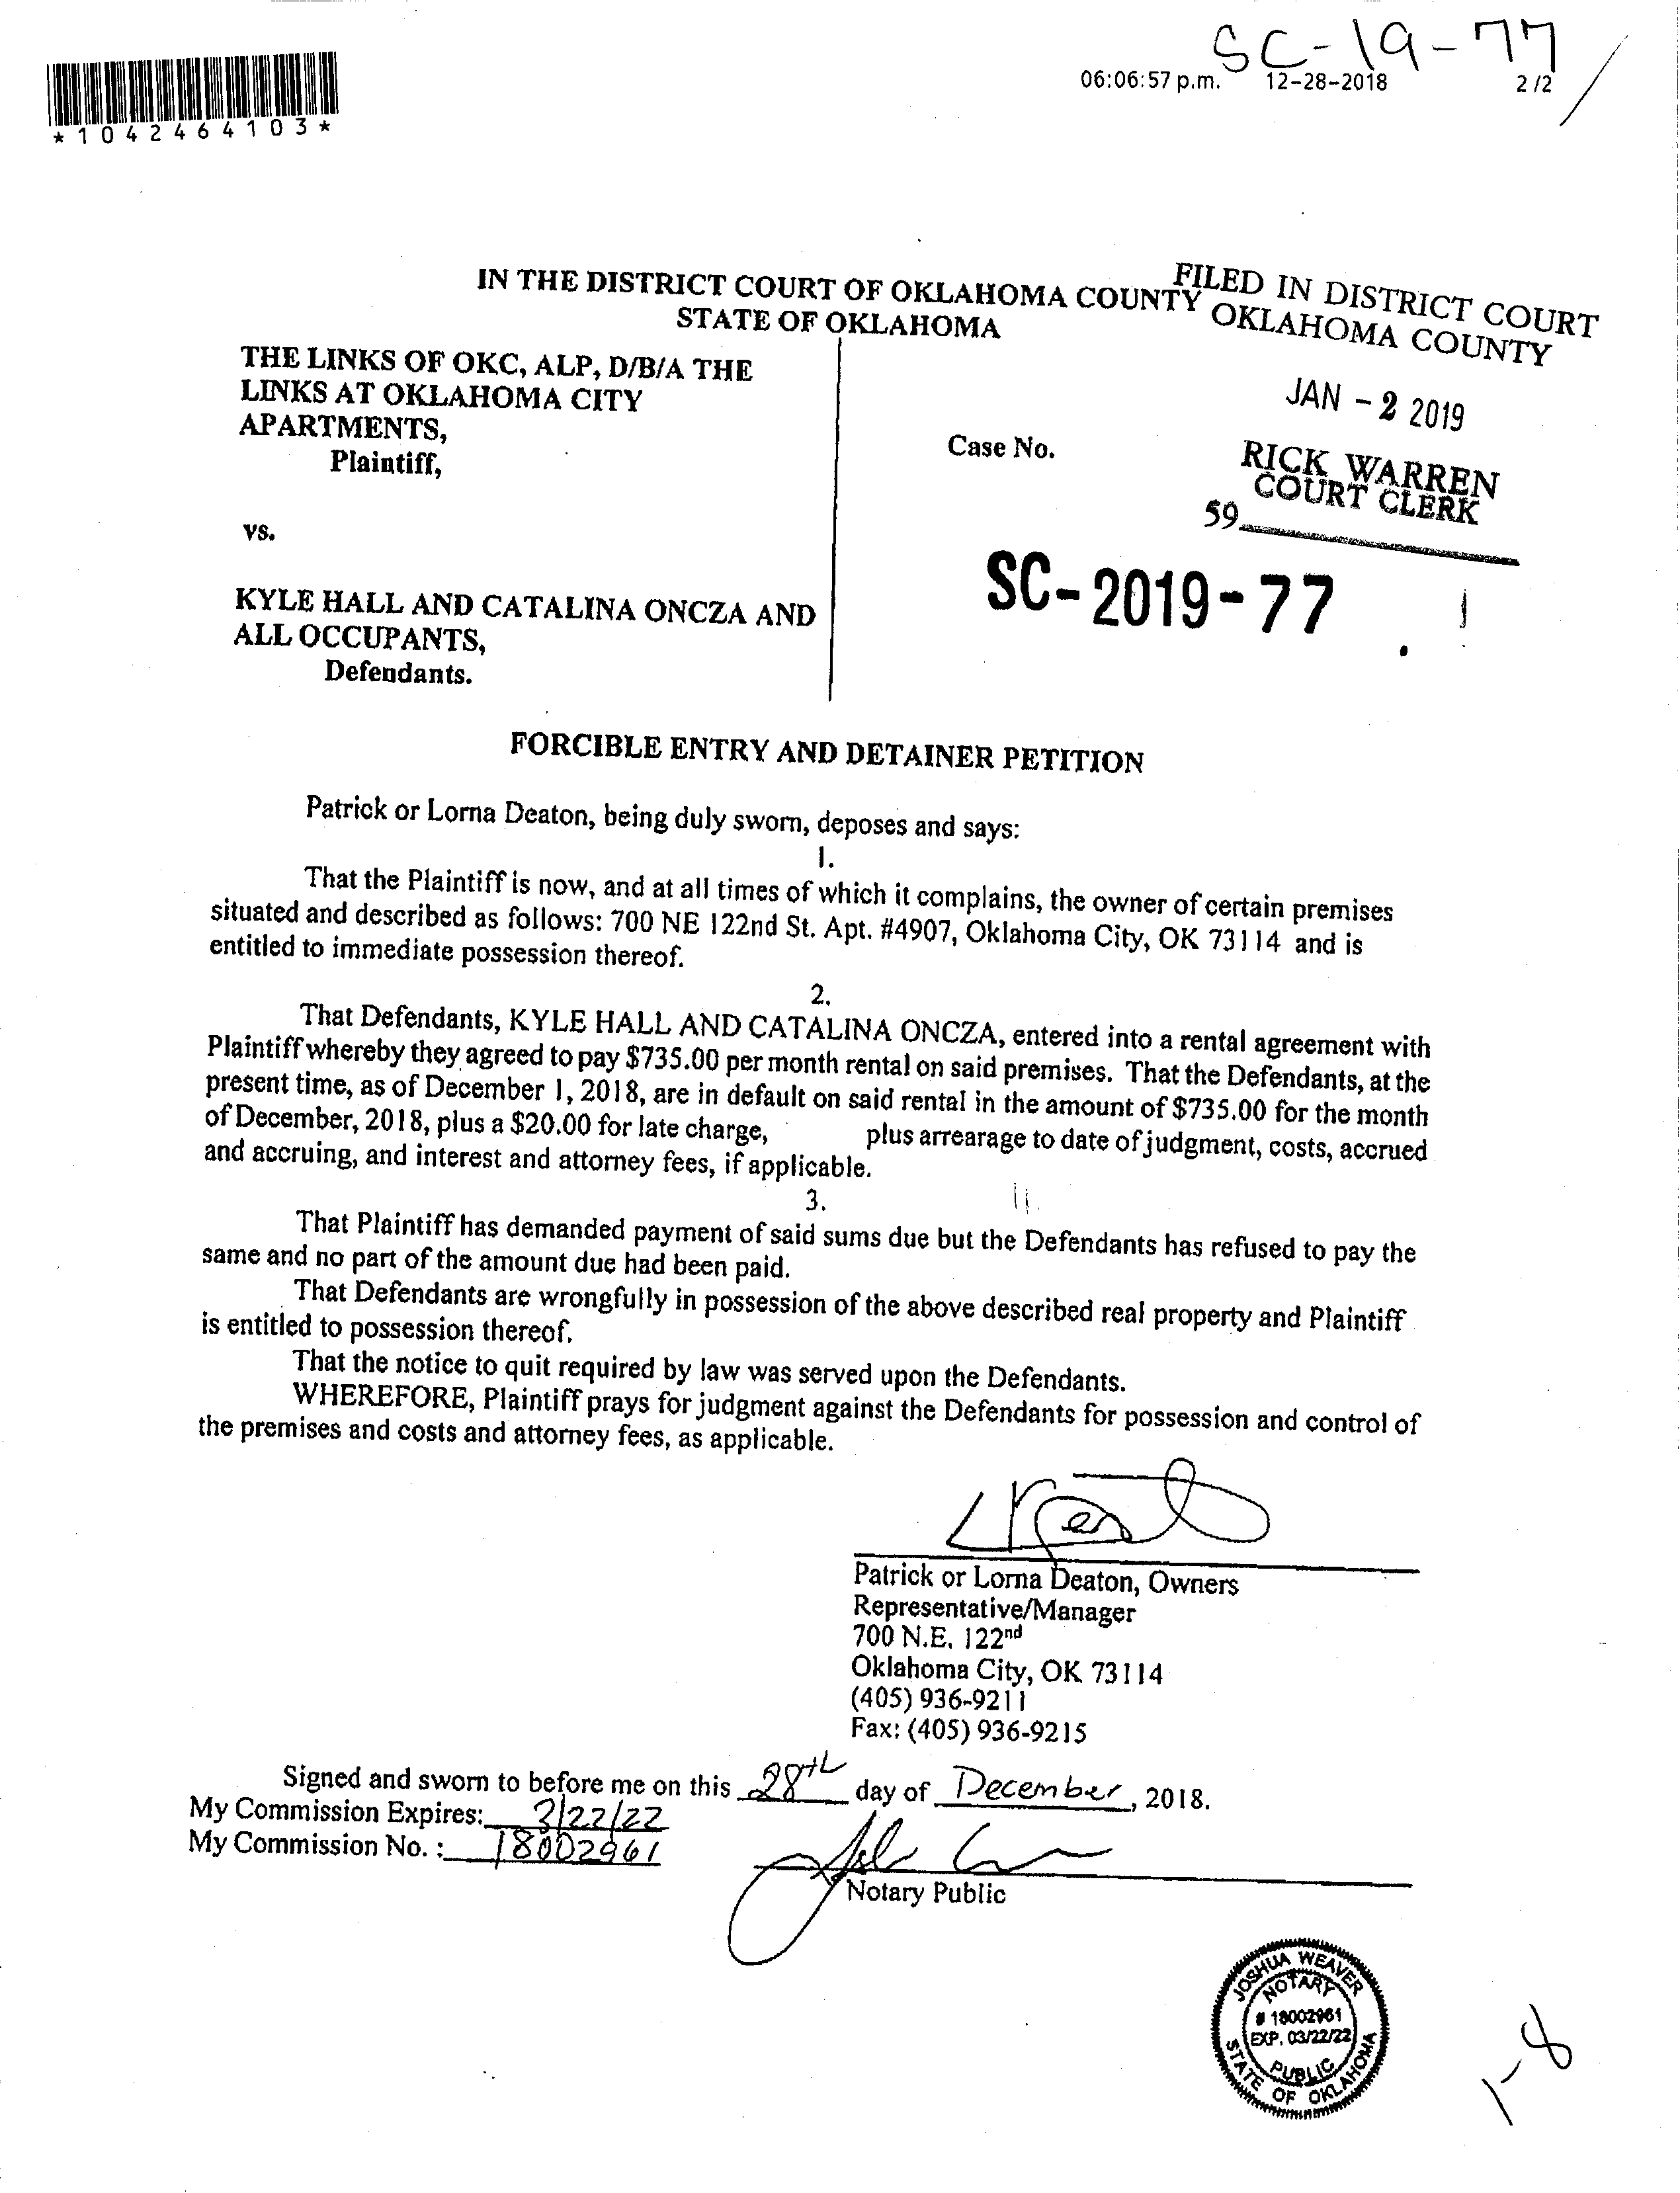 SC-19-77
06:06:57 p.m. 12-28-2018 2/2
*1042464103*
IN THE DISTRICT COURT OF OKLAHOMA COUNTY
STATE OF OKLAHOMA
FILED IN DISTRICT COURT
OKLAHOMA COUNTY
JAN -2 2019
RICK WARREN
COURT CLERK
59
THE LINKS OF OKC, ALP, D/B/A THE
LINKS AT OKLAHOMA CITY
APARTMENTS,
Plaintiff,
vs.
KYLE HALL AND CATALINA ONCZA AND
ALL OCCUPANTS,
Defendants.
Case No.
SC-2019-77
FORCIBLE ENTRY AND DETAINER PETITION
Patrick or Lorna Deaton, being duly sworn, deposes and says:
1.
That the Plaintiff is now, and at all times of which it complains, the owner of certain premises
situated and described as follows: 700 NE 122nd St. Apt. #4907, Oklahoma City, OK 73114 and is
entitled to immediate possession thereof.
2.
That Defendants, KYLE HALL AND CATALINA ONCZA, entered into a rental agreement with
Plaintiff whereby they agreed to pay $735.00 per month rental on said premises. That the Defendants, at the
present time, as of December 1, 2018, are in default on said rental in the amount of $735.00 for the month
of December, 2018, plus a $20.00 for late charge, plus arrearage to date of judgment, costs, accrued
and accruing, and interest and attorney fees, if applicable.
3.
That Plaintiff has demanded payment of said sums due but the Defendants has refused to pay the
same and no part of the amount due had been paid.
That Defendants are wrongfully in possession of the above described real property and Plaintiff
is entitled to possession thereof.
That the notice to quit required by law was served upon the Defendants.
WHEREFORE, Plaintiff prays for judgment against the Defendants for possession and control of
the premises and costs and attorney fees, as applicable.
Patrick or Lorna Deaton, Owners
Representative/Manager
700 N.E. 122nd
Oklahoma City, OK 73114
(405) 936-9211
Fax: (405) 936-9215
Signed and sworn to before me on this 28th day of December, 2018.
My Commission Expires: 3/22/22
My Commission No. : 18002961
Notary Public
JOSHUA WEAVER
NOTARY
# 18002961
EXP. 03/22/22
PUBLIC
STATE OF OKLAHOMA
1-8